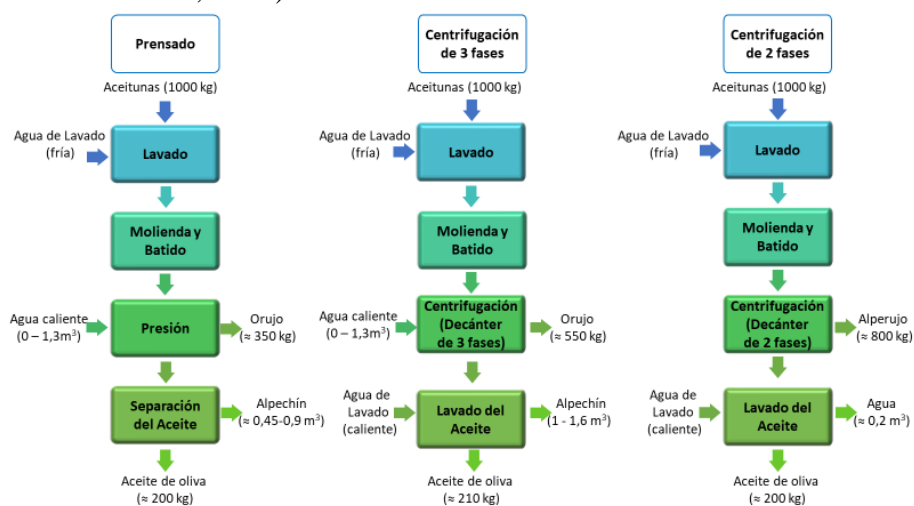 Prensado
Aceitunas (1000 kg)
Agua de Lavado
(fría)
Lavado
Molienda y
Batido
Agua caliente
(0 – 1,3m³)
Presión
Orujo
(≈ 350 kg)
Separación
del Aceite
Alpechín
(≈ 0,45-0,9 m³)
Aceite de oliva
(≈ 200 kg)
Centrifugación
de 3 fases
Aceitunas (1000 kg)
Agua de Lavado
(fría)
Lavado
Molienda y
Batido
Agua caliente
(0 – 1,3m³)
Centrifugación
(Decánter
de 3 fases)
Orujo
(≈ 550 kg)
Agua de
Lavado
(caliente)
Lavado del
Aceite
Alpechín
(1 - 1,6 m³)
Aceite de oliva
(≈ 210 kg)
Centrifugación
de 2 fases
Aceitunas (1000 kg)
Agua de Lavado
(fría)
Lavado
Molienda y
Batido
Centrifugación
(Decánter
de 2 fases)
Alperujo
(≈ 800 kg)
Agua de
Lavado
(caliente)
Lavado del
Aceite
Agua
(≈ 0,2 m³)
Aceite de oliva
(≈ 200 kg)